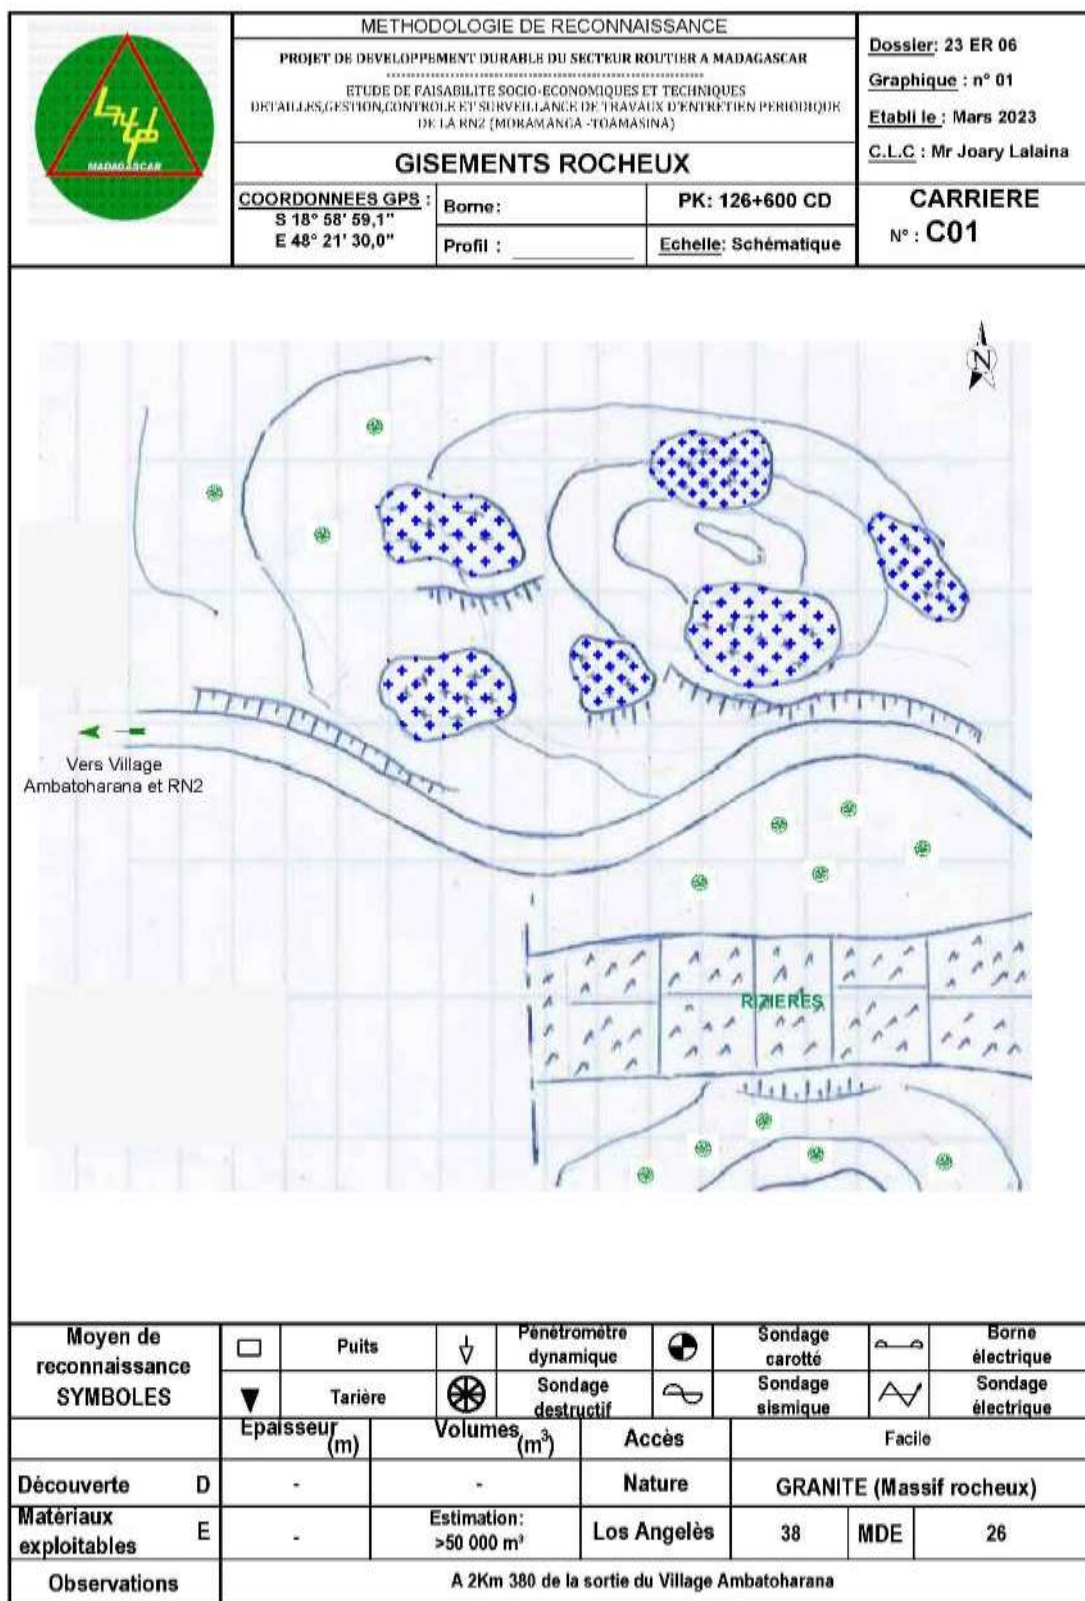 MADAGASCAR
METHODOLOGIE DE RECONNAISSANCE
PROJET DE DEVELOPPEMENT DURABLE DU SECTEUR ROUTIER A MADAGASCAR
ETUDE DE FAISABILITE SOCIO-ECONOMIQUES ET TECHNIQUES
DETAILLES,GESTION,CONTROLE ET SURVEILLANCE DE TRAVAUX D'ENTRETIEN PERIODIQUE
DE LA RN2 (MORAMANGA -TOAMASINA)
GISEMENTS ROCHEUX
Dossier: 23 ER 06
Graphique : n° 01
Etabli le : Mars 2023
C.L.C : Mr Joary Lalaina
COORDONNEES GPS :
S 18° 58' 59,1"
E 48° 21' 30,0"
Borne:
PK: 126+600 CD
Profil :
Echelle: Schématique
CARRIERE
N° : C01
N
Vers Village
Ambatoharana et RN2
RIZIERES
Moyen de
reconnaissance
SYMBOLES
Puits
Pénétromètre
dynamique
Sondage
carotté
Borne
électrique
Tarière
Sondage
destructif
Sondage
sismique
Sondage
électrique
Epaisseur
(m)
Volumes
(m³)
Accès
Facile
Découverte D
-
-
Nature
GRANITE (Massif rocheux)
Matériaux
exploitables
E
-
Estimation:
>50 000 m³
Los Angelès
38
MDE
26
Observations
A 2Km 380 de la sortie du Village Ambatoharana